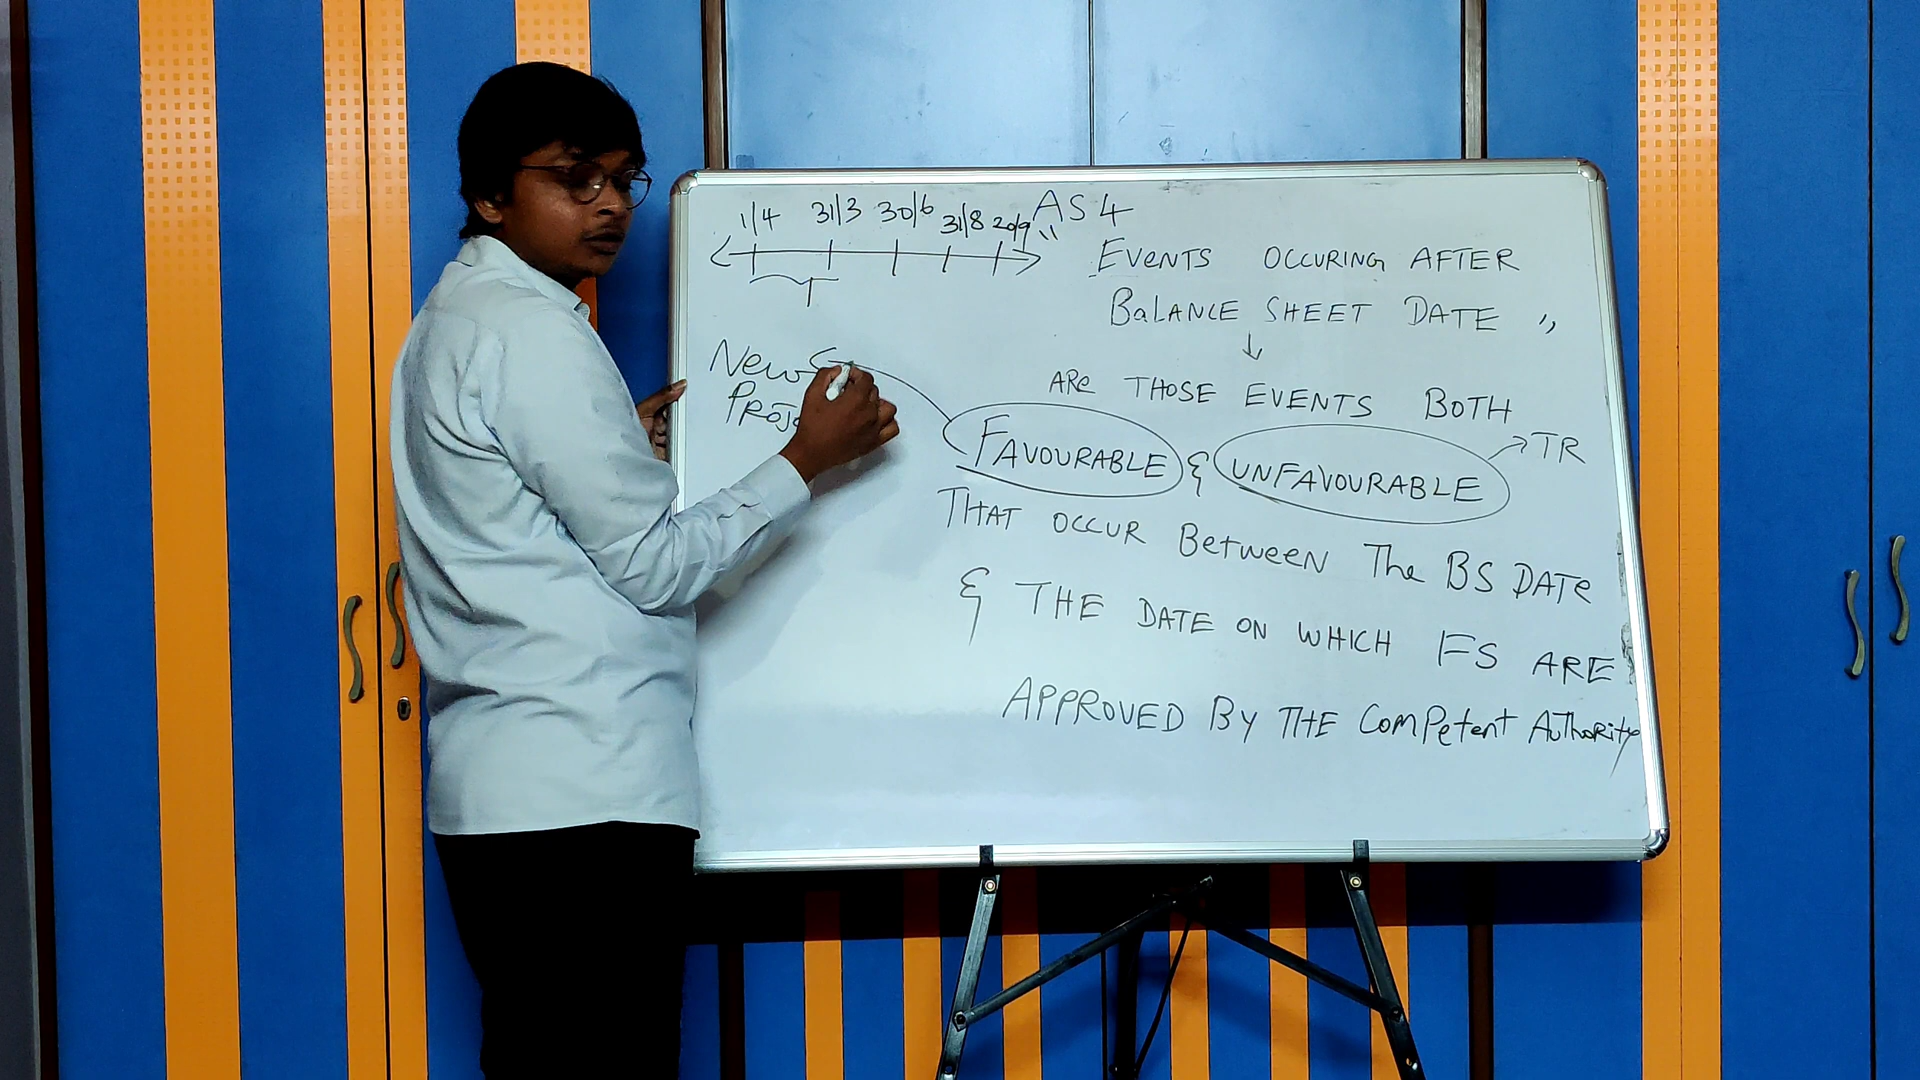 1/4 31/3 30/6 31/8 20/9
AS 4
"EVENTS OCCURING AFTER
BALANCE SHEET DATE"
↓
ARE THOSE EVENTS BOTH
FAVOURABLE & UNFAVOURABLE → TR
THAT OCCUR BETWEEN The BS DATE
& THE DATE ON WHICH FS ARE
APPROVED BY THE ComPetent AuthoRity
New